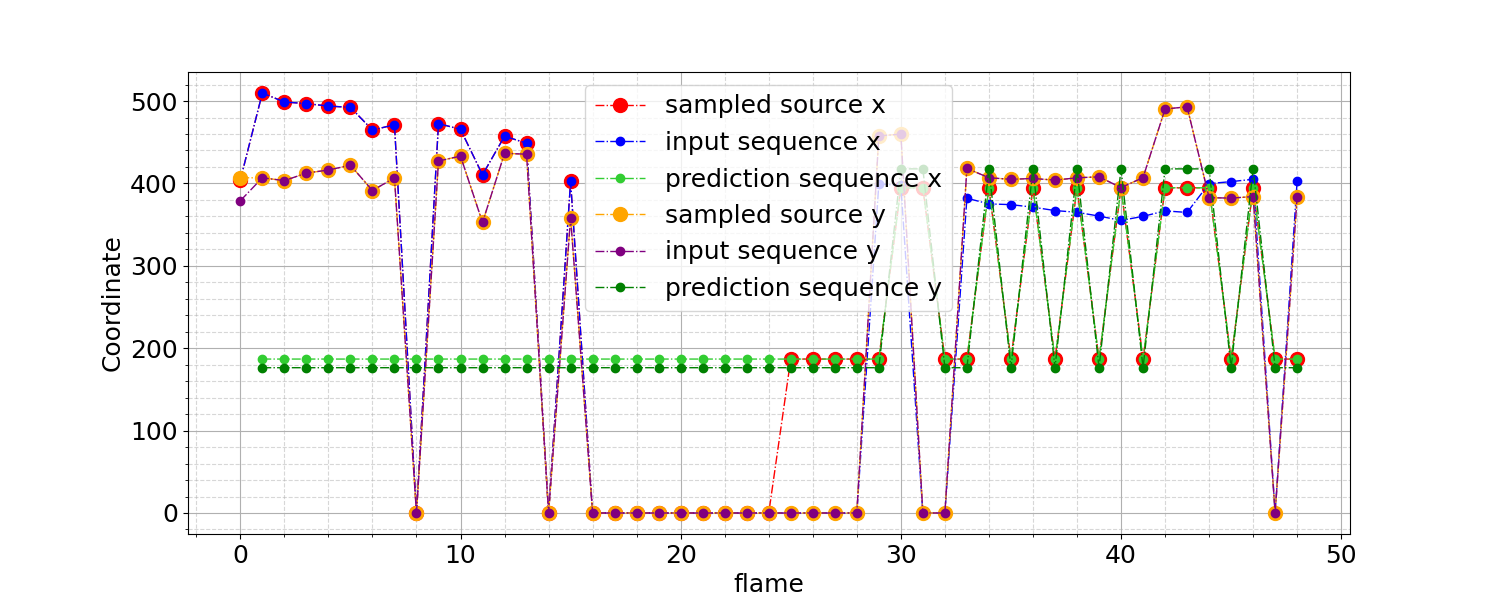 500
400
300
200
100
0
Coordinate
sampled source x
input sequence x
prediction sequence x
sampled source y
input sequence y
prediction sequence y
0 10 20 30 40 50
flame